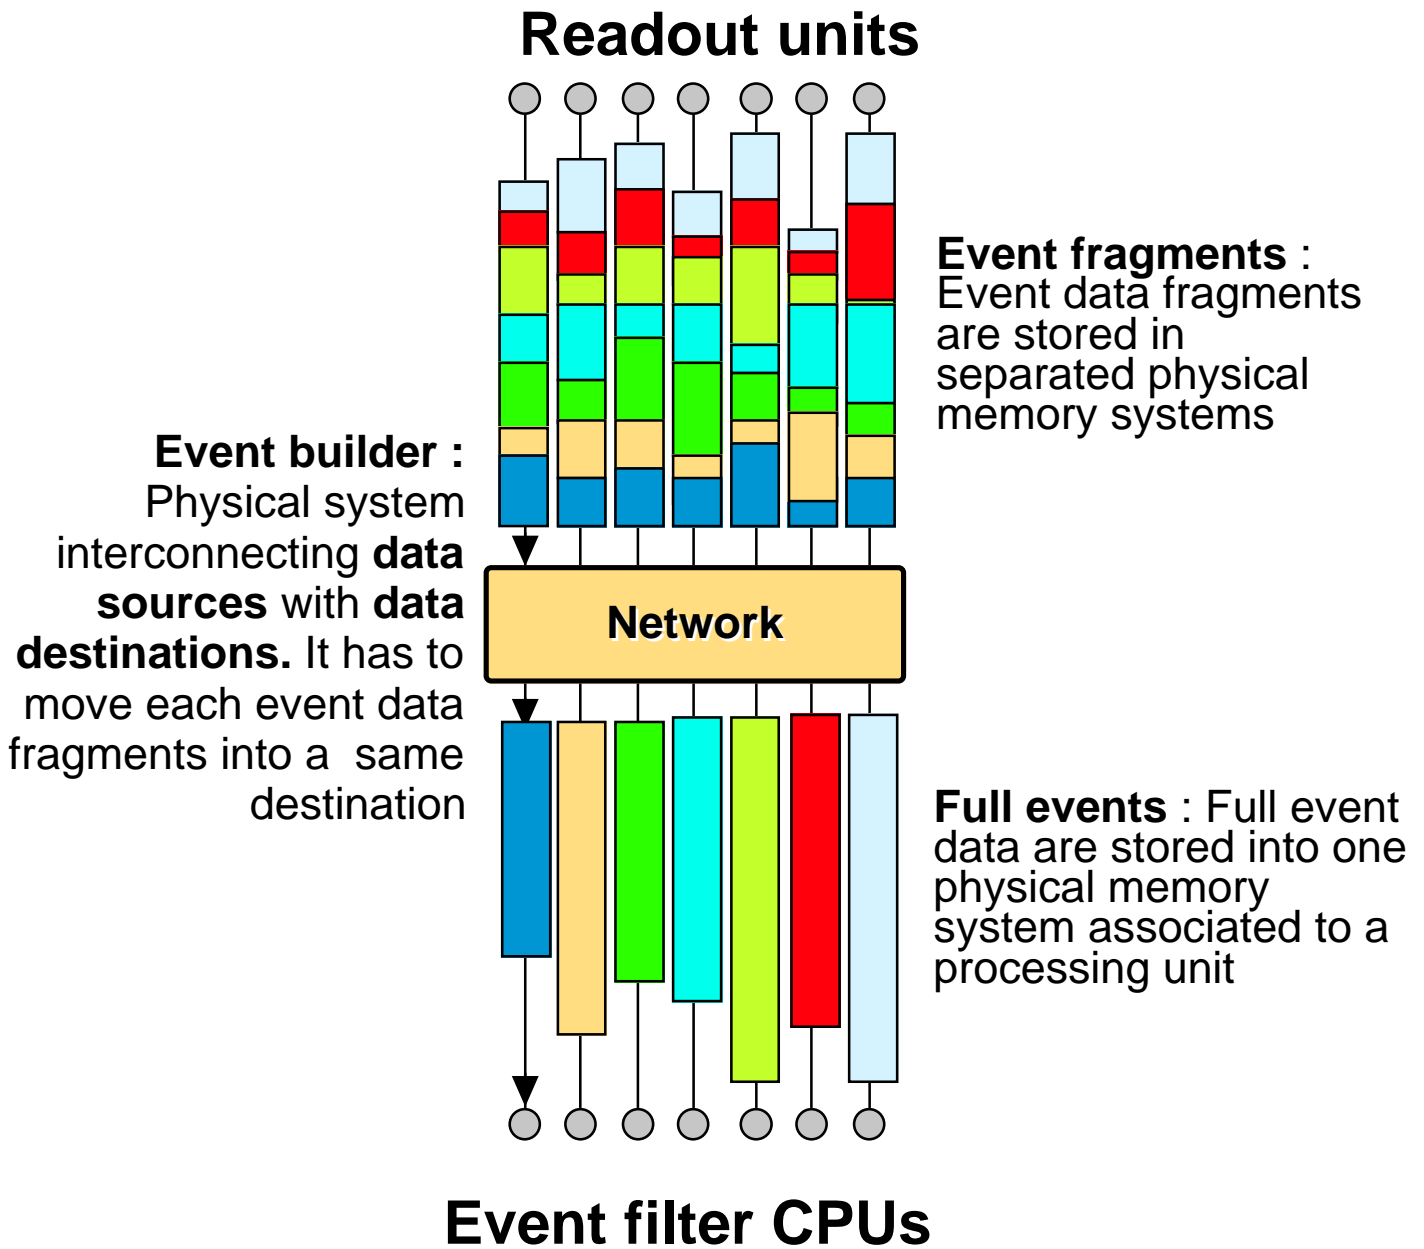 Readout units
Event fragments :
Event data fragments
are stored in
separated physical
memory systems
Event builder :
Physical system
interconnecting data
sources with data
destinations. It has to
move each event data
fragments into a  same
destination
Network
Full events : Full event
data are stored into one
physical memory
system associated to a
processing unit
Event filter CPUs